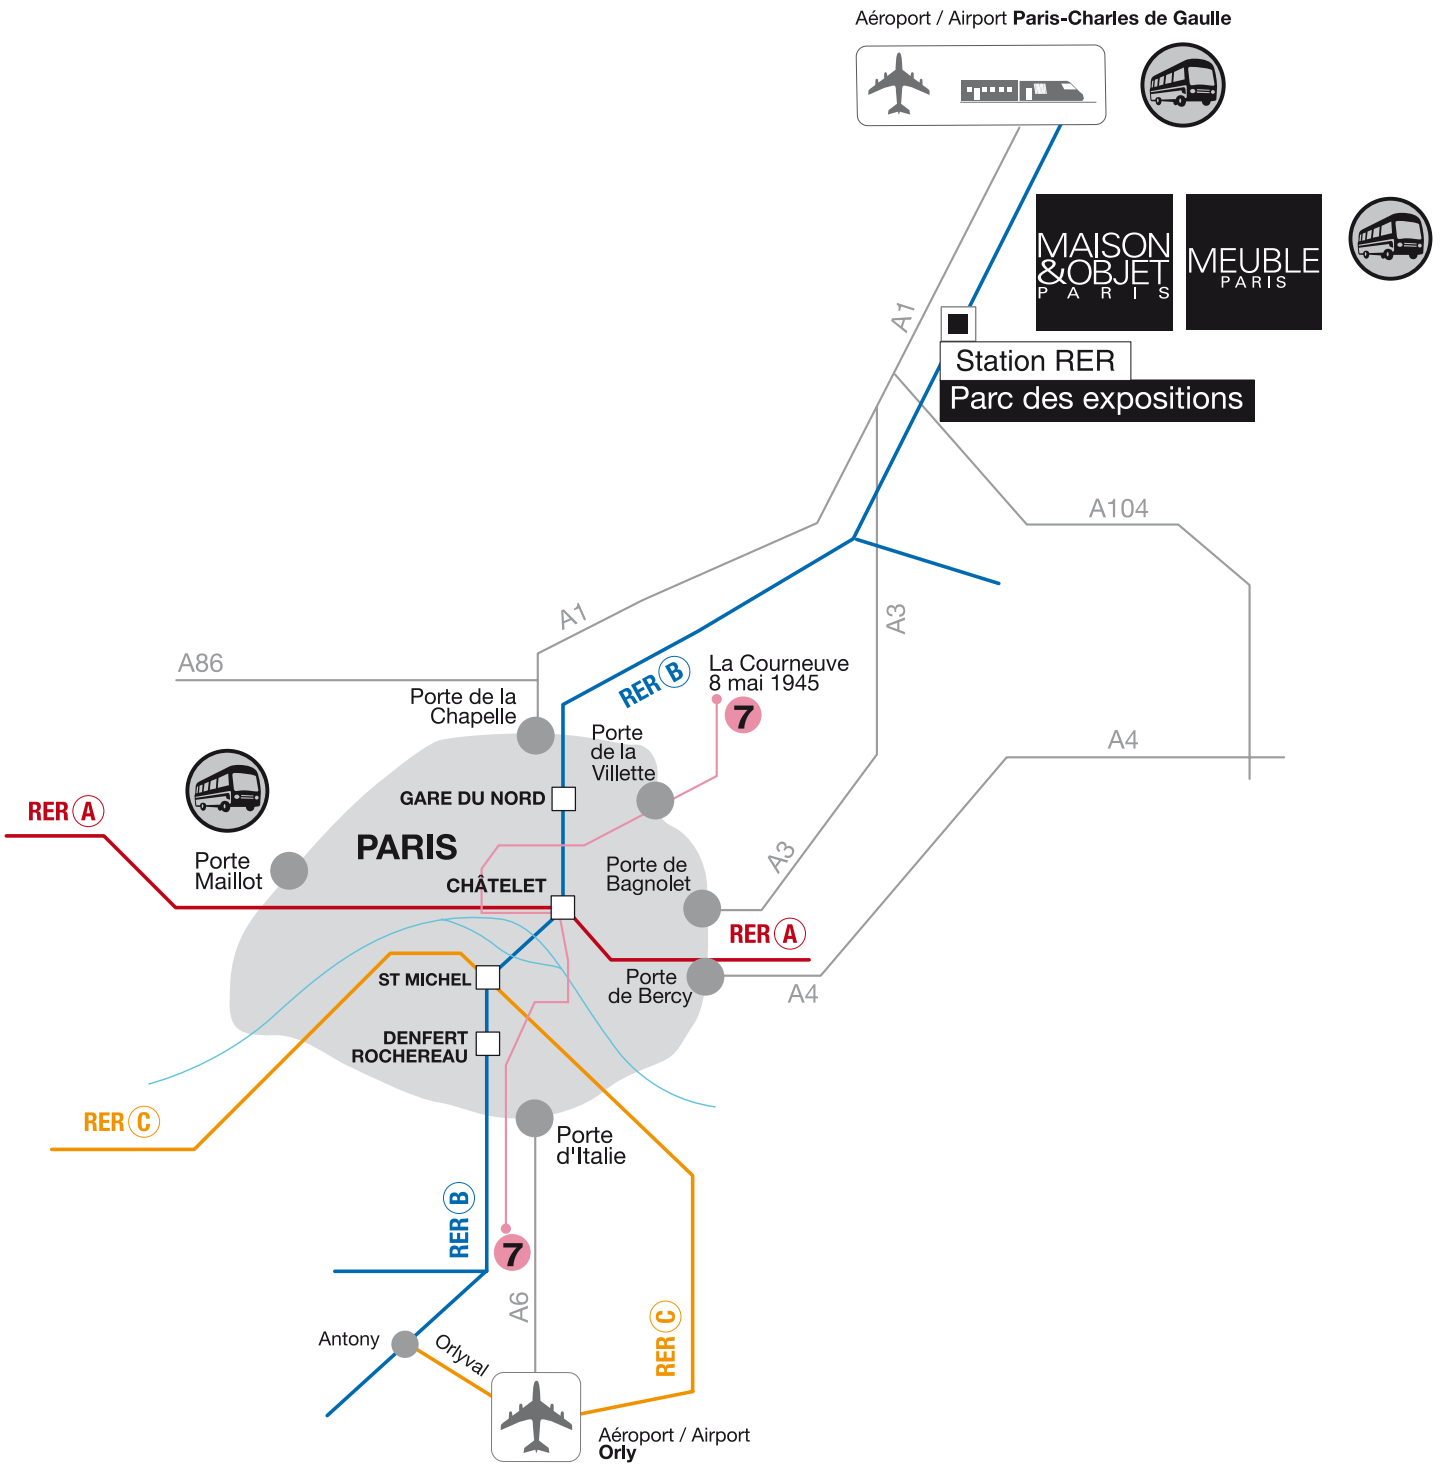 Aéroport / Airport Paris-Charles de Gaulle
MAISON
&OBJET
PARIS
MEUBLE
PARIS
A1
Station RER
Parc des expositions
A104
A1
A3
A86
RER B
La Courneuve
8 mai 1945
7
Porte de la
Chapelle
Porte
de la
Villette
A4
GARE DU NORD
RER A
PARIS
Porte
Maillot
A3
Porte de
Bagnolet
CHÂTELET
RER A
ST MICHEL
Porte
de Bercy
A4
DENFERT
ROCHEREAU
RER C
Porte
d'Italie
RER B
7
A6
RER C
Antony
Orlyval
Aéroport / Airport
Orly